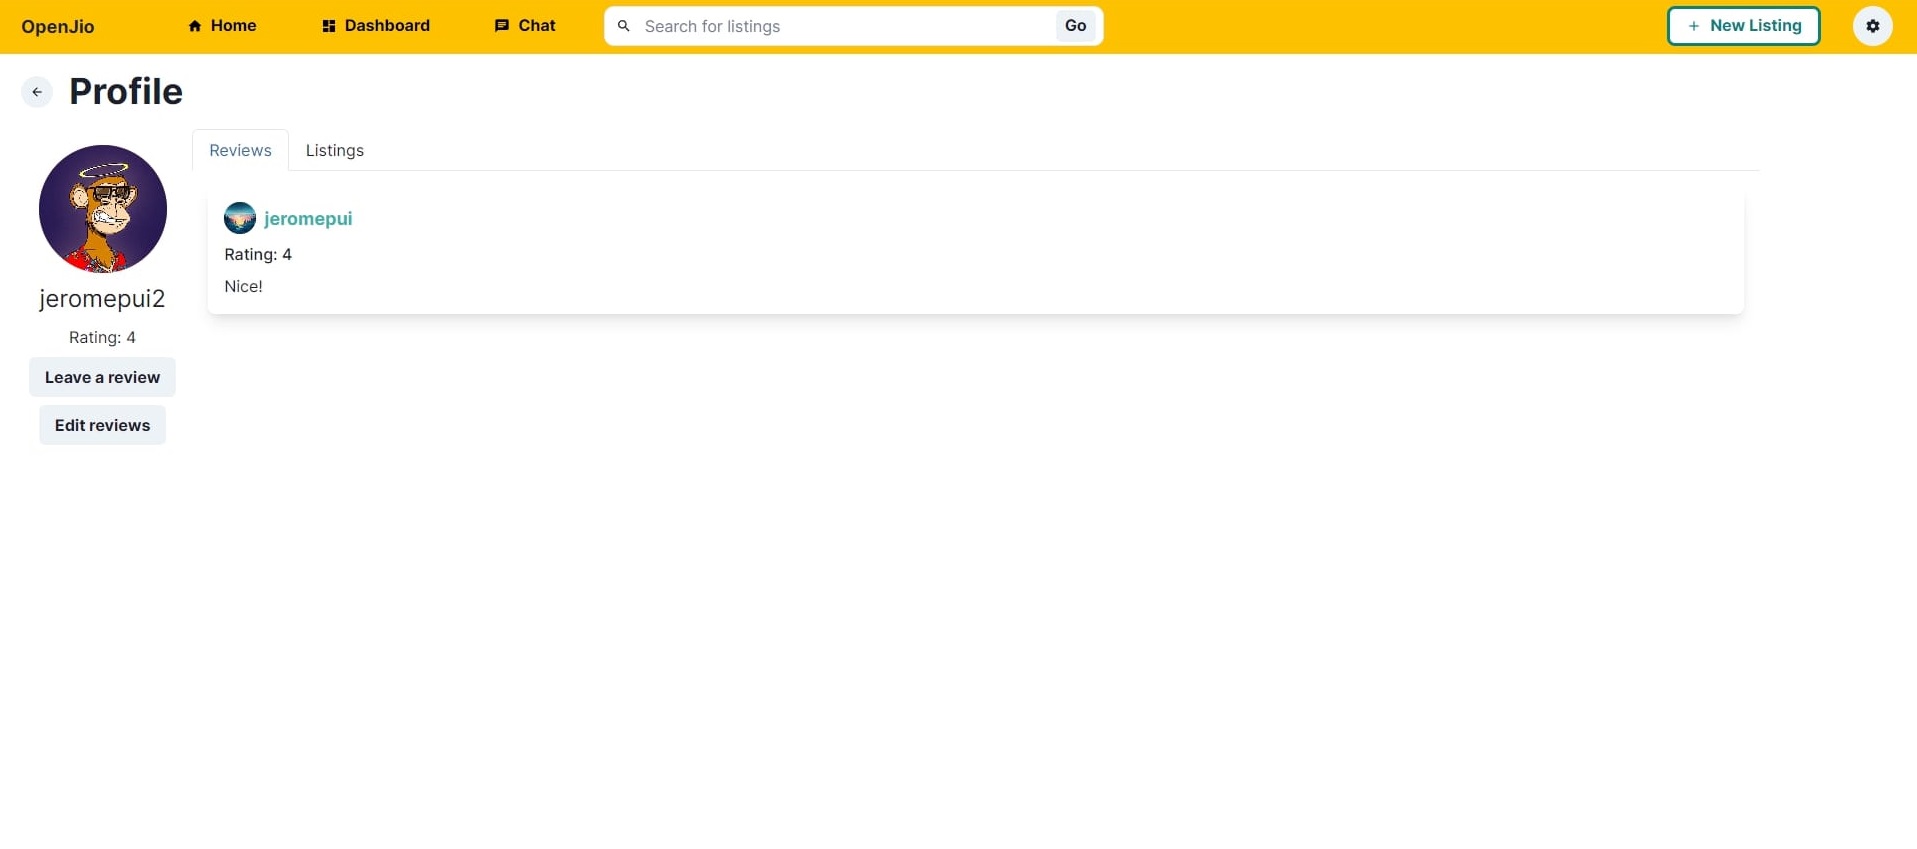 OpenJio Home Dashboard Chat Search for listings Go + New Listing
Profile
Reviews Listings
jeromepui
Rating: 4
Nice!
jeromepui2
Rating: 4
Leave a review
Edit reviews